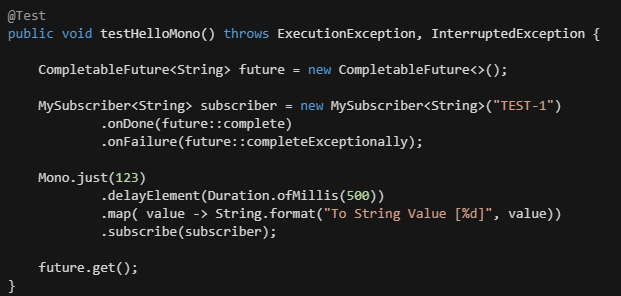 @Test
public void testHelloMono() throws ExecutionException, InterruptedException {
CompletableFuture<String> future = new CompletableFuture<>();
MySubscriber<String> subscriber = new MySubscriber<String>("TEST-1")
.onDone(future::complete)
.onFailure(future::completeExceptionally);
Mono.just(123)
.delayElement(Duration.ofMillis(500))
.map( value -> String.format("To String Value [%d]", value))
.subscribe(subscriber);
future.get();
}